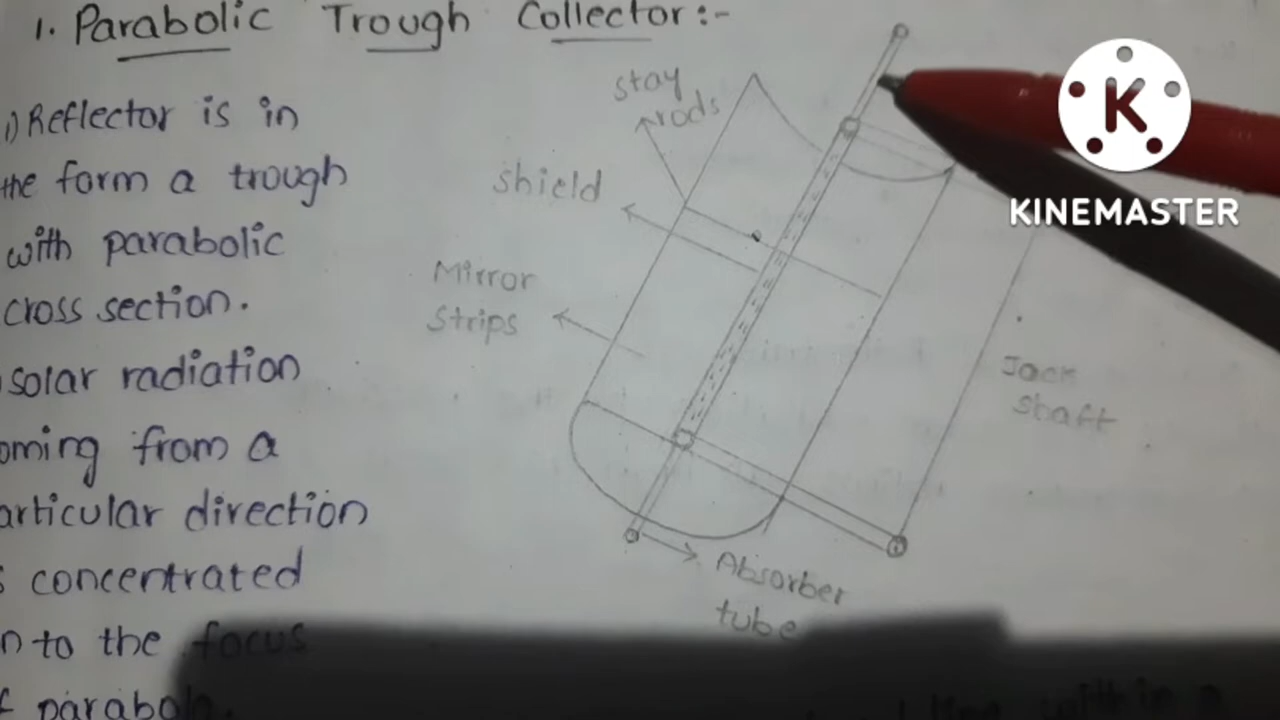 1. Parabolic Trough Collector:-
i) Reflector is in
the form a trough
with parabolic
cross section.
solar radiation
oming from a
articular direction
s concentrated
n to the focus
f parabola.
stay
rods
shield
Mirror
strips
Jack
shaft
Absorber
tube
K
KINEMASTER